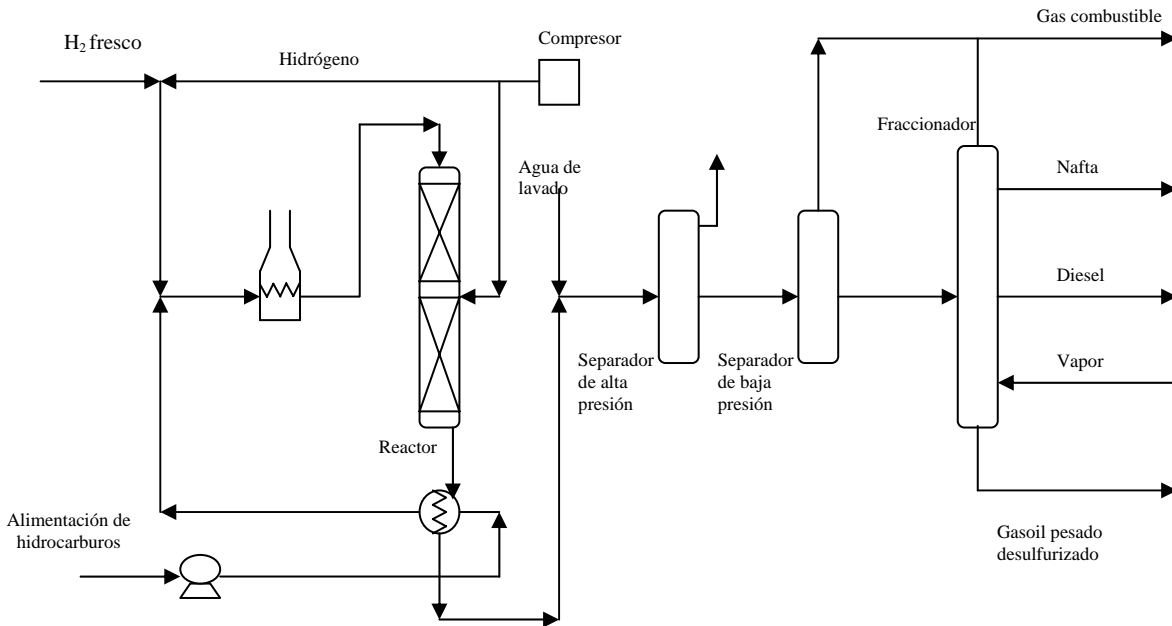 Gas combustible
H₂ fresco
Compresor
Hidrógeno
Fraccionador
Agua de
lavado
Nafta
Diesel
Separador
de alta
presión
Separador
de baja
presión
Vapor
Reactor
Alimentación de
hidrocarburos
Gasoil pesado
desulfurizado